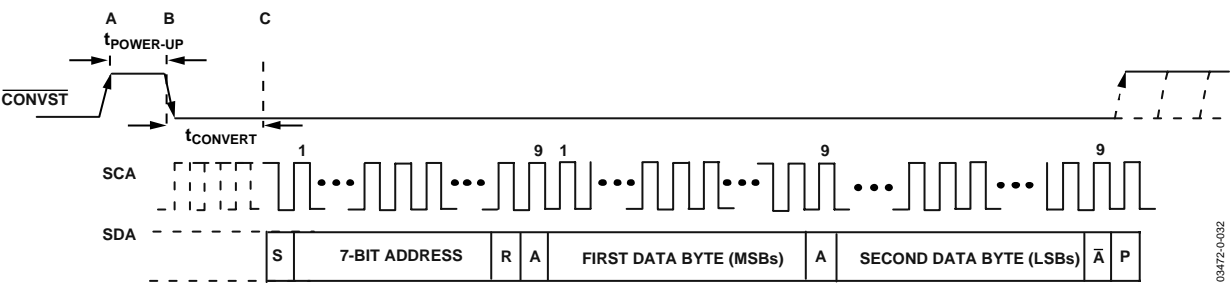 A B C
tPOWER-UP
CONVST
tCONVERT
1 9 1 9 9
SCA
SDA
S 7-BIT ADDRESS R A FIRST DATA BYTE (MSBs) A SECOND DATA BYTE (LSBs) A̅ P
03472-0-032